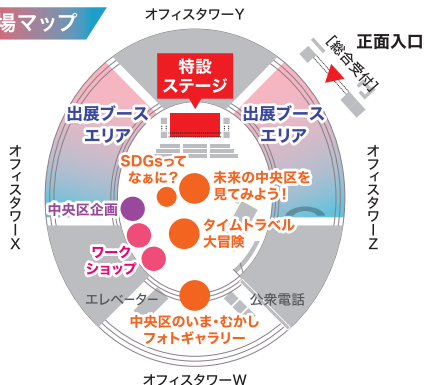 場マップ
オフィスタワーY
正面入口
[総合受付]
特設
ステージ
出展ブース
エリア
出展ブース
エリア
SDGsって
なぁに?
未来の中央区を
見てみよう!
オフィスタワーX
オフィスタワーZ
中央区企画
タイムトラベル
大冒険
ワーク
ショップ
エレベーター
公衆電話
中央区のいま・むかし
フォトギャラリー
オフィスタワーW